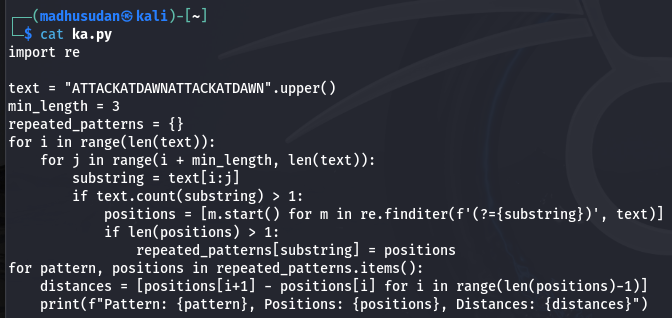 ┌──(madhusudan㉿kali)-[~]
└─$ cat ka.py
import re

text = "ATTACKATDAWNATTACKATDAWN".upper()
min_length = 3
repeated_patterns = {}
for i in range(len(text)):
    for j in range(i + min_length, len(text)):
        substring = text[i:j]
        if text.count(substring) > 1:
            positions = [m.start() for m in re.finditer(f'(?={substring})', text)]
            if len(positions) > 1:
                repeated_patterns[substring] = positions
for pattern, positions in repeated_patterns.items():
    distances = [positions[i+1] - positions[i] for i in range(len(positions)-1)]
    print(f"Pattern: {pattern}, Positions: {positions}, Distances: {distances}")